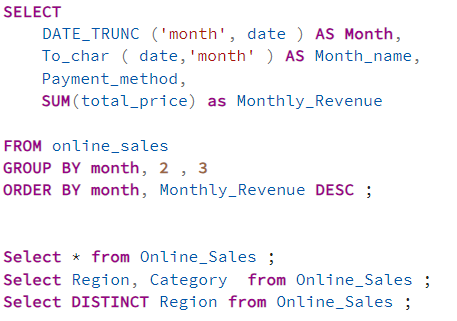 SELECT
DATE_TRUNC ('month', date ) AS Month,
To_char ( date ,'month' ) AS Month_name,
Payment_method,
SUM(total_price) as Monthly_Revenue
FROM online_sales
GROUP BY month, 2 , 3
ORDER BY month, Monthly_Revenue DESC ;
Select * from Online_Sales ;
Select Region, Category  from Online_Sales ;
Select DISTINCT Region from Online_Sales ;